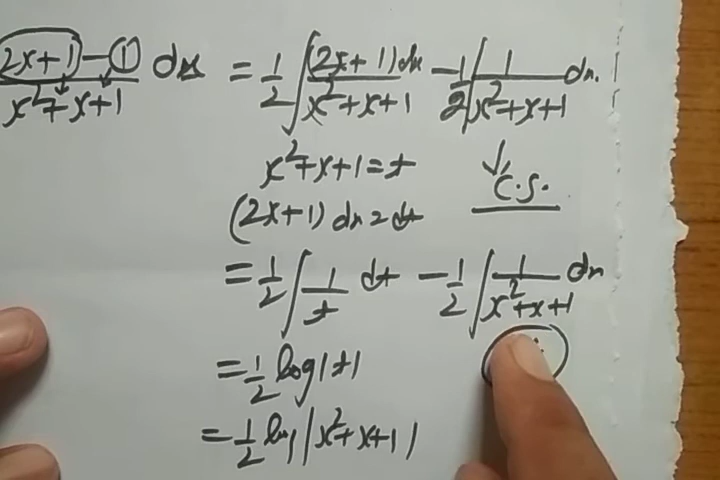 (2x+1)-1 / x²+x+1 dx = 1/2 ∫ (2x+1) dx / x²+x+1 - 1/2 ∫ 1 / x²+x+1 dx.
x²+x+1=t
C.S.
(2x+1) dx = dt
= 1/2 ∫ 1/t dt - 1/2 ∫ 1 / x²+x+1 dx
= 1/2 log|t|
= 1/2 log|x²+x+1|